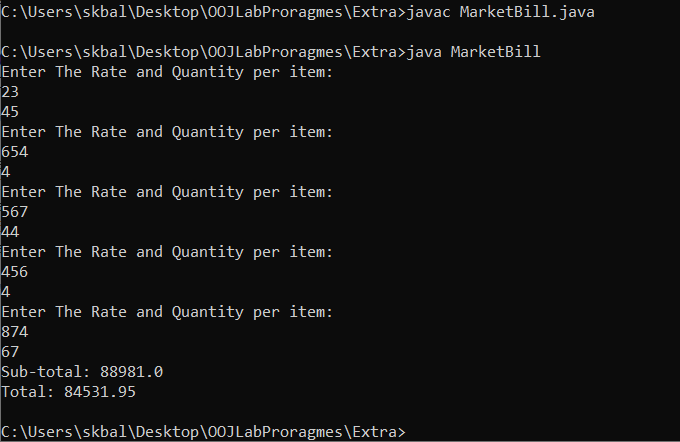 C:\Users\skbal\Desktop\OOJLabProragmes\Extra>javac MarketBill.java
C:\Users\skbal\Desktop\OOJLabProragmes\Extra>java MarketBill
Enter The Rate and Quantity per item:
23
45
Enter The Rate and Quantity per item:
654
4
Enter The Rate and Quantity per item:
567
44
Enter The Rate and Quantity per item:
456
4
Enter The Rate and Quantity per item:
874
67
Sub-total: 88981.0
Total: 84531.95
C:\Users\skbal\Desktop\OOJLabProragmes\Extra>